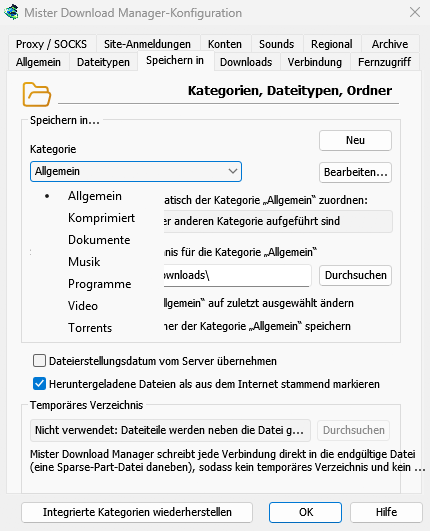 Mister Download Manager-Konfiguration
Proxy / SOCKS Site-Anmeldungen Konten Sounds Regional Archive
Allgemein Dateitypen Speichern in Downloads Verbindung Fernzugriff
Kategorien, Dateitypen, Ordner
Speichern in...
Neu
Kategorie
Allgemein
Bearbeiten...
Allgemein
atisch der Kategorie „Allgemein“ zuordnen:
Komprimiert
er anderen Kategorie aufgeführt sind
Dokumente
nis für die Kategorie „Allgemein“
Musik
ownloads\ Durchsuchen
Programme
Video
lgemein“ auf zuletzt ausgewählt ändern
Torrents
ner der Kategorie „Allgemein“ speichern
Dateierstellungsdatum vom Server übernehmen
Heruntergeladene Dateien als aus dem Internet stammend markieren
Temporäres Verzeichnis
Nicht verwendet: Dateiteile werden neben die Datei g... Durchsuchen
Mister Download Manager schreibt jede Verbindung direkt in die endgültige Datei
(eine Sparse-Part-Datei daneben), sodass kein temporäres Verzeichnis und kein ...
Integrierte Kategorien wiederherstellen OK Hilfe